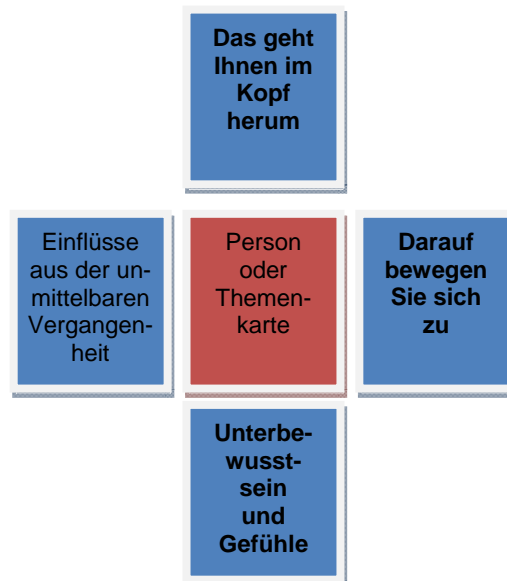 Das geht
Ihnen im
Kopf
herum
Einflüsse
aus der un-
mittelbaren
Vergangen-
heit
Person
oder
Themen-
karte
Darauf
bewegen
Sie sich
zu
Unterbe-
wusst-
sein
und
Gefühle